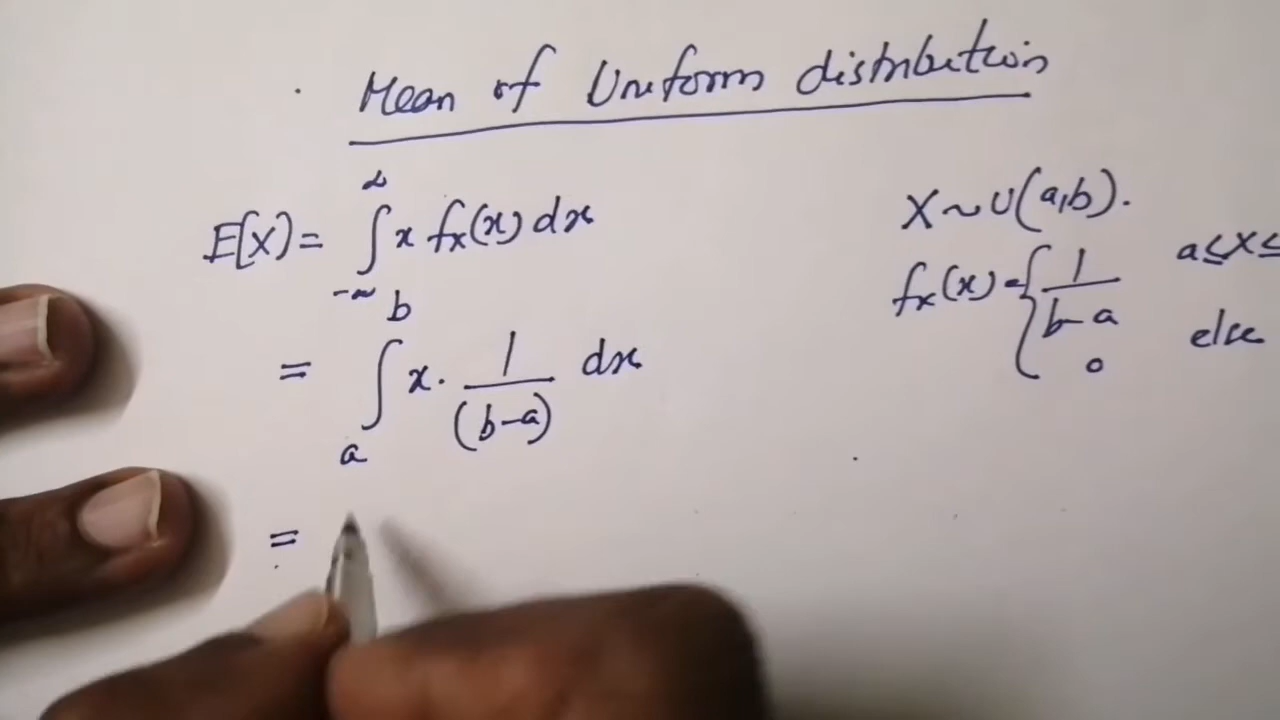 Mean of Uniform distribution
E[X] = ∫_{-∞}^{∞} x fx(x) dx
= ∫_{a}^{b} x. 1/(b-a) dx
=
X ~ U(a,b).
fx(x) = { 1/b-a a≤X≤
0 else